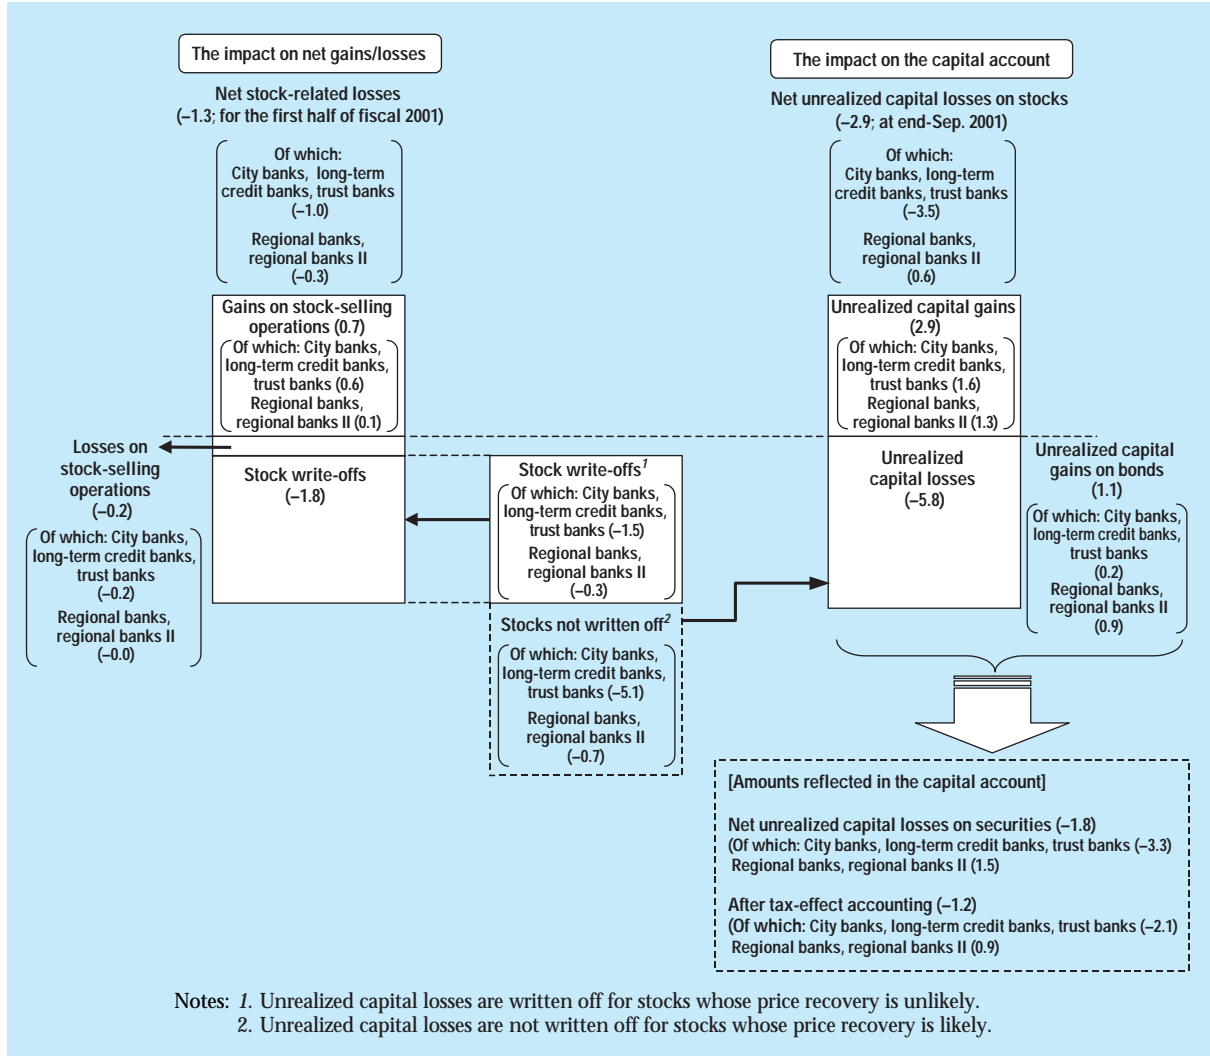 The impact on net gains/losses
Net stock-related losses
(–1.3; for the first half of fiscal 2001)
Of which:
City banks, long-term
credit banks, trust banks
(–1.0)
Regional banks,
regional banks II
(–0.3)
Gains on stock-selling
operations (0.7)
Of which: City banks,
long-term credit banks,
trust banks (0.6)
Regional banks,
regional banks II (0.1)
Losses on
stock-selling
operations
(–0.2)
Of which: City banks,
long-term credit banks,
trust banks
(–0.2)
Regional banks,
regional banks II
(–0.0)
Stock write-offs
(–1.8)
Stock write-offs1
Of which: City banks,
long-term credit banks,
trust banks (–1.5)
Regional banks,
regional banks II
(–0.3)
Stocks not written off2
Of which: City banks,
long-term credit banks,
trust banks (–5.1)
Regional banks,
regional banks II
(–0.7)
The impact on the capital account
Net unrealized capital losses on stocks
(–2.9; at end-Sep. 2001)
Of which:
City banks, long-term
credit banks, trust banks
(–3.5)
Regional banks,
regional banks II
(0.6)
Unrealized capital gains
(2.9)
Of which: City banks,
long-term credit banks,
trust banks (1.6)
Regional banks,
regional banks II (1.3)
Unrealized
capital losses
(–5.8)
Unrealized capital
gains on bonds
(1.1)
Of which: City banks,
long-term credit banks,
trust banks
(0.2)
Regional banks,
regional banks II
(0.9)
[Amounts reflected in the capital account]
Net unrealized capital losses on securities (–1.8)
(Of which: City banks, long-term credit banks, trust banks (–3.3)
Regional banks, regional banks II (1.5)
After tax-effect accounting (–1.2)
(Of which: City banks, long-term credit banks, trust banks (–2.1)
Regional banks, regional banks II (0.9)
Notes: 1. Unrealized capital losses are written off for stocks whose price recovery is unlikely.
2. Unrealized capital losses are not written off for stocks whose price recovery is likely.